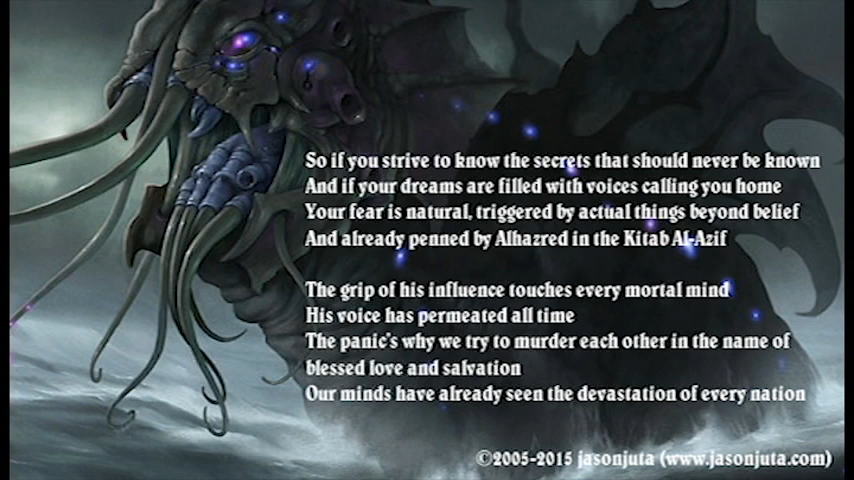 So if you strive to know the secrets that should never be known
And if your dreams are filled with voices calling you home
Your fear is natural, triggered by actual things beyond belief
And already penned by Alhazred in the Kitab Al-Azif
The grip of his influence touches every mortal mind
His voice has permeated all time
The panic's why we try to murder each other in the name of
blessed love and salvation
Our minds have already seen the devastation of every nation
©2005-2015 jasonjuta (www.jasonjuta.com)